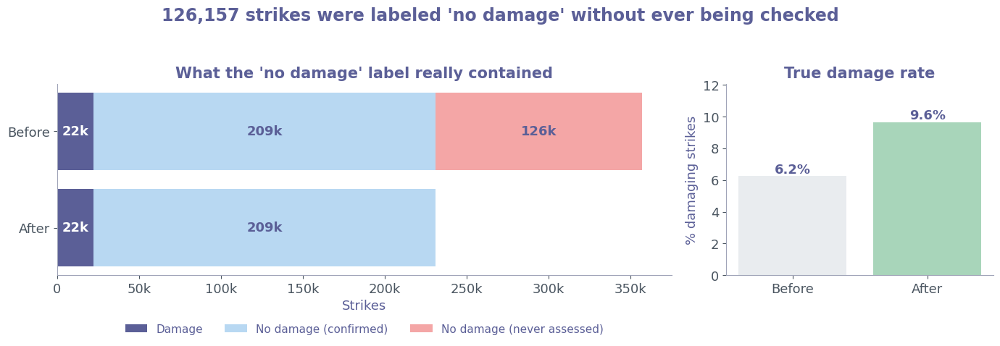 126,157 strikes were labeled 'no damage' without ever being checked
What the 'no damage' label really contained
Before
22k
209k
126k
After
22k
209k
0
50k
100k
150k
200k
250k
300k
350k
Strikes
Damage
No damage (confirmed)
No damage (never assessed)
True damage rate
% damaging strikes
12
10
8
6
4
2
0
6.2%
9.6%
Before
After